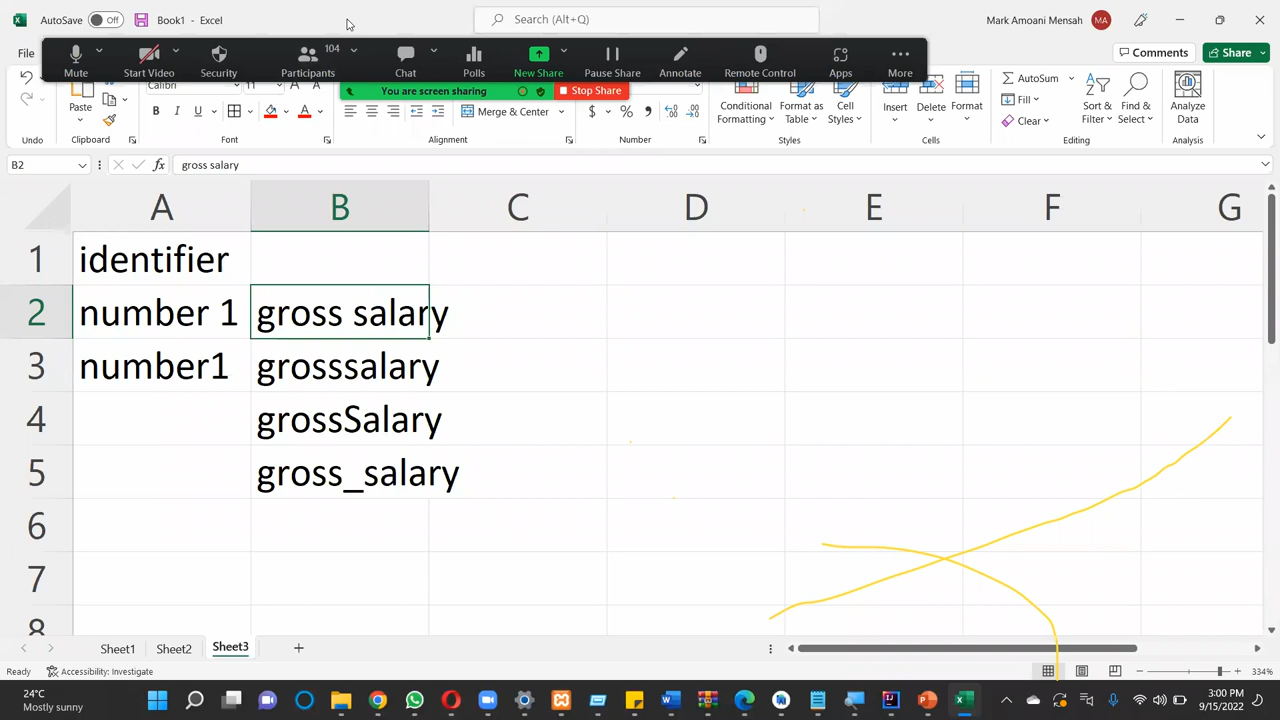 AutoSave Off Book1 - Excel Search (Alt+Q) Mark Amoani Mensah MA
File Comments Share
Mute Start Video Security Participants 104 Chat Polls New Share Pause Share Annotate Remote Control Apps More
You are screen sharing Stop Share
Calibri 11
Paste B I U Merge & Center $ % Conditional Formatting Format as Table Cell Styles Insert Delete Format AutoSum Fill Clear Sort & Filter Find & Select Analyze Data
Undo Clipboard Font Alignment Number Styles Cells Editing Analysis
B2 fx gross salary
A B C D E F G
1 identifier
2 number 1 gross salary
3 number1 grosssalary
4 grossSalary
5 gross_salary
6
7
8
Sheet1 Sheet2 Sheet3
Ready Accessibility: Investigate 334%
24°C
Mostly sunny
3:00 PM
9/15/2022